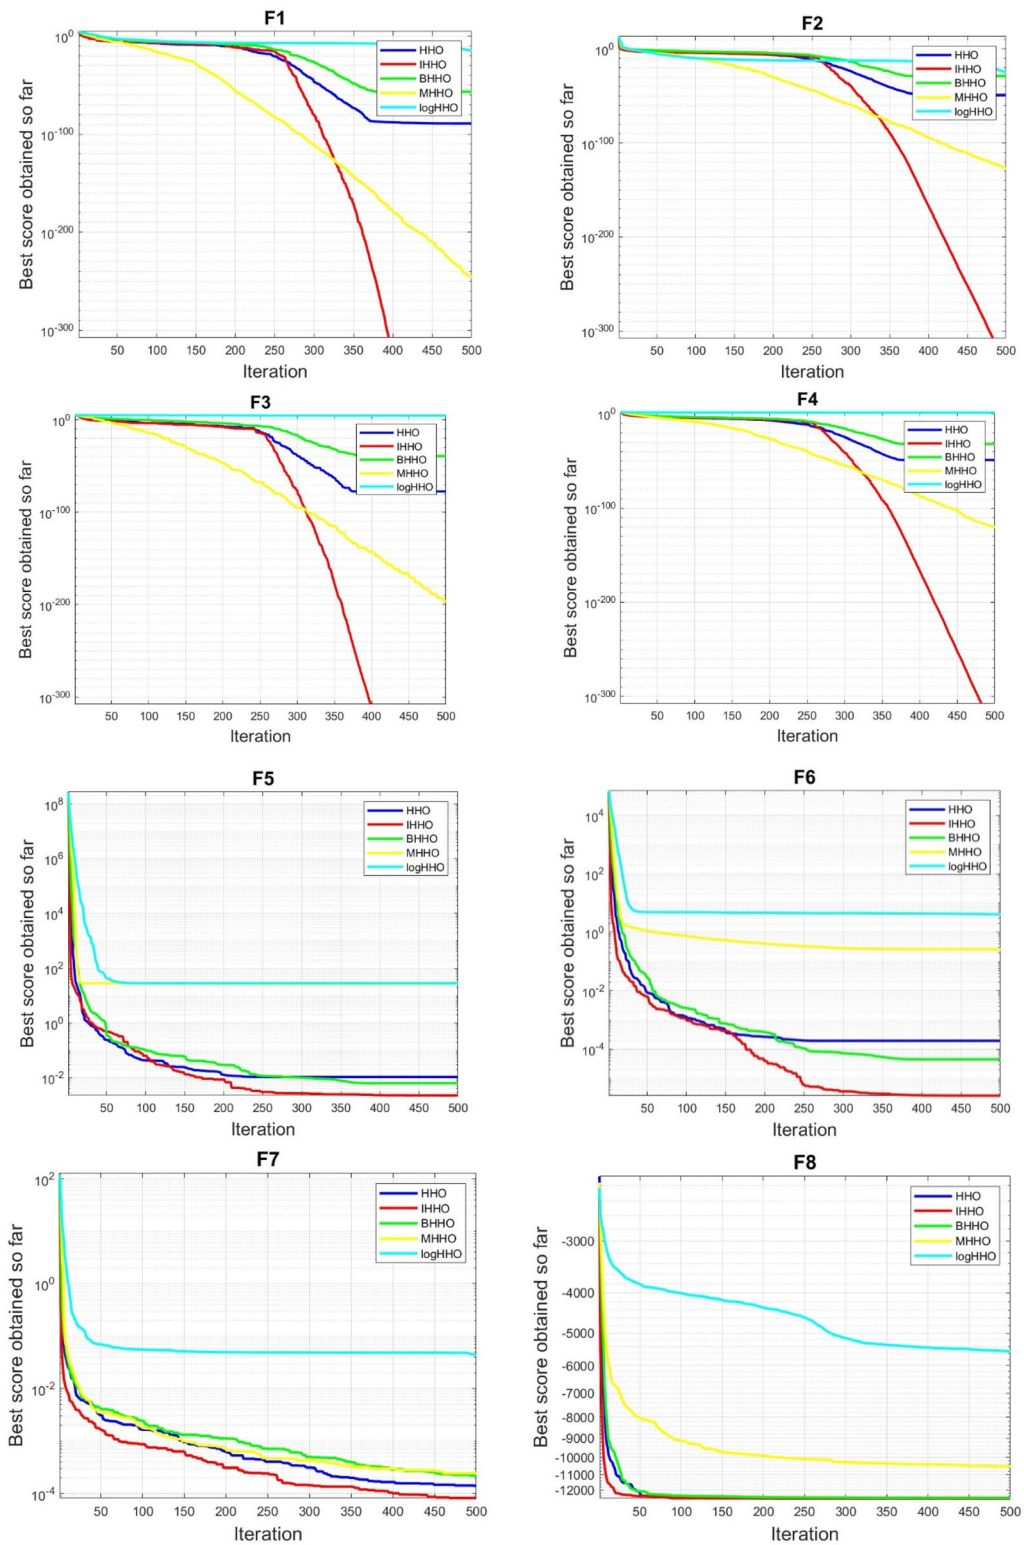 F1
Best score obtained so far
10^0
10^-100
10^-200
10^-300
HHO
IHHO
BHHO
MHHO
logHHO
50 100 150 200 250 300 350 400 450 500
Iteration
F2
Best score obtained so far
10^0
10^-100
10^-200
10^-300
HHO
IHHO
BHHO
MHHO
logHHO
50 100 150 200 250 300 350 400 450 500
Iteration
F3
Best score obtained so far
10^0
10^-100
10^-200
10^-300
HHO
IHHO
BHHO
MHHO
logHHO
50 100 150 200 250 300 350 400 450 500
Iteration
F4
Best score obtained so far
10^0
10^-100
10^-200
10^-300
HHO
IHHO
BHHO
MHHO
logHHO
50 100 150 200 250 300 350 400 450 500
Iteration
F5
Best score obtained so far
10^8
10^6
10^4
10^2
10^0
10^-2
HHO
IHHO
BHHO
MHHO
logHHO
50 100 150 200 250 300 350 400 450 500
Iteration
F6
Best score obtained so far
10^4
10^2
10^0
10^-2
10^-4
HHO
IHHO
BHHO
MHHO
logHHO
50 100 150 200 250 300 350 400 450 500
Iteration
F7
Best score obtained so far
10^2
10^0
10^-2
10^-4
HHO
IHHO
BHHO
MHHO
logHHO
50 100 150 200 250 300 350 400 450 500
Iteration
F8
Best score obtained so far
-3000
-4000
-5000
-6000
-7000
-8000
-9000
-10000
-11000
-12000
HHO
IHHO
BHHO
MHHO
logHHO
50 100 150 200 250 300 350 400 450 500
Iteration